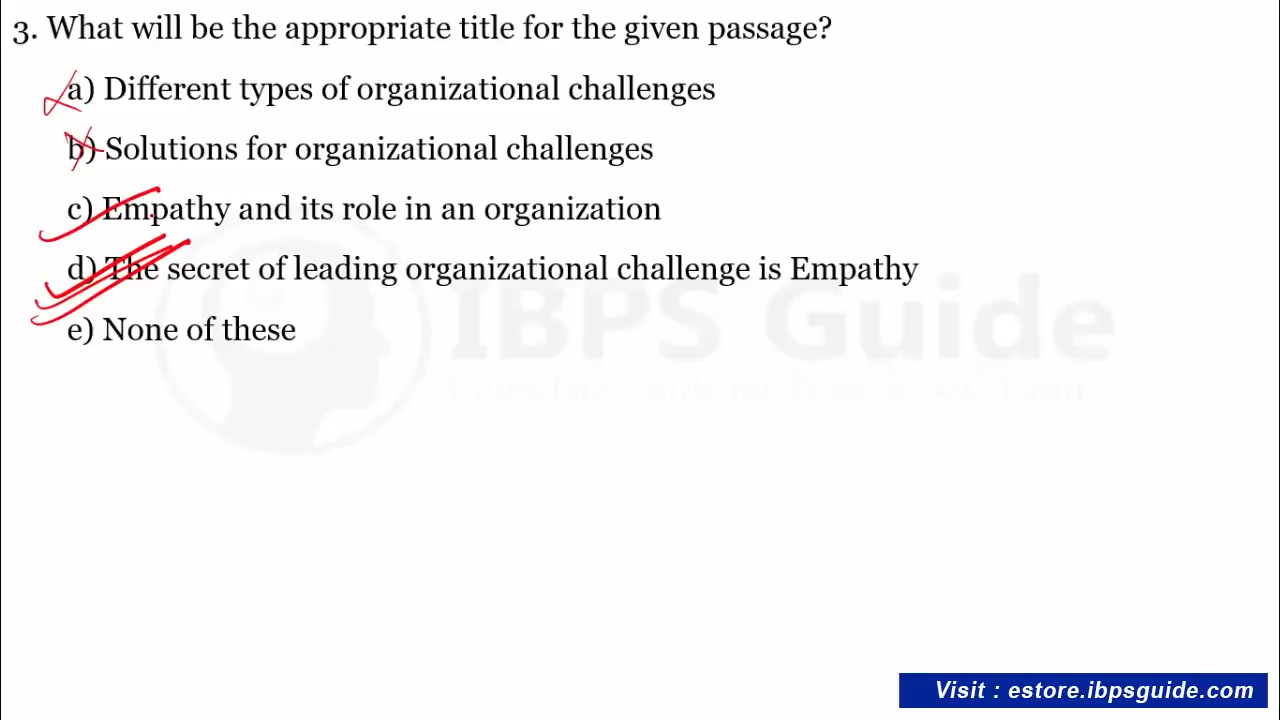 3. What will be the appropriate title for the given passage?
a) Different types of organizational challenges
b) Solutions for organizational challenges
c) Empathy and its role in an organization
d) The secret of leading organizational challenge is Empathy
e) None of these
IBPS Guide
Visit : estore.ibpsguide.com